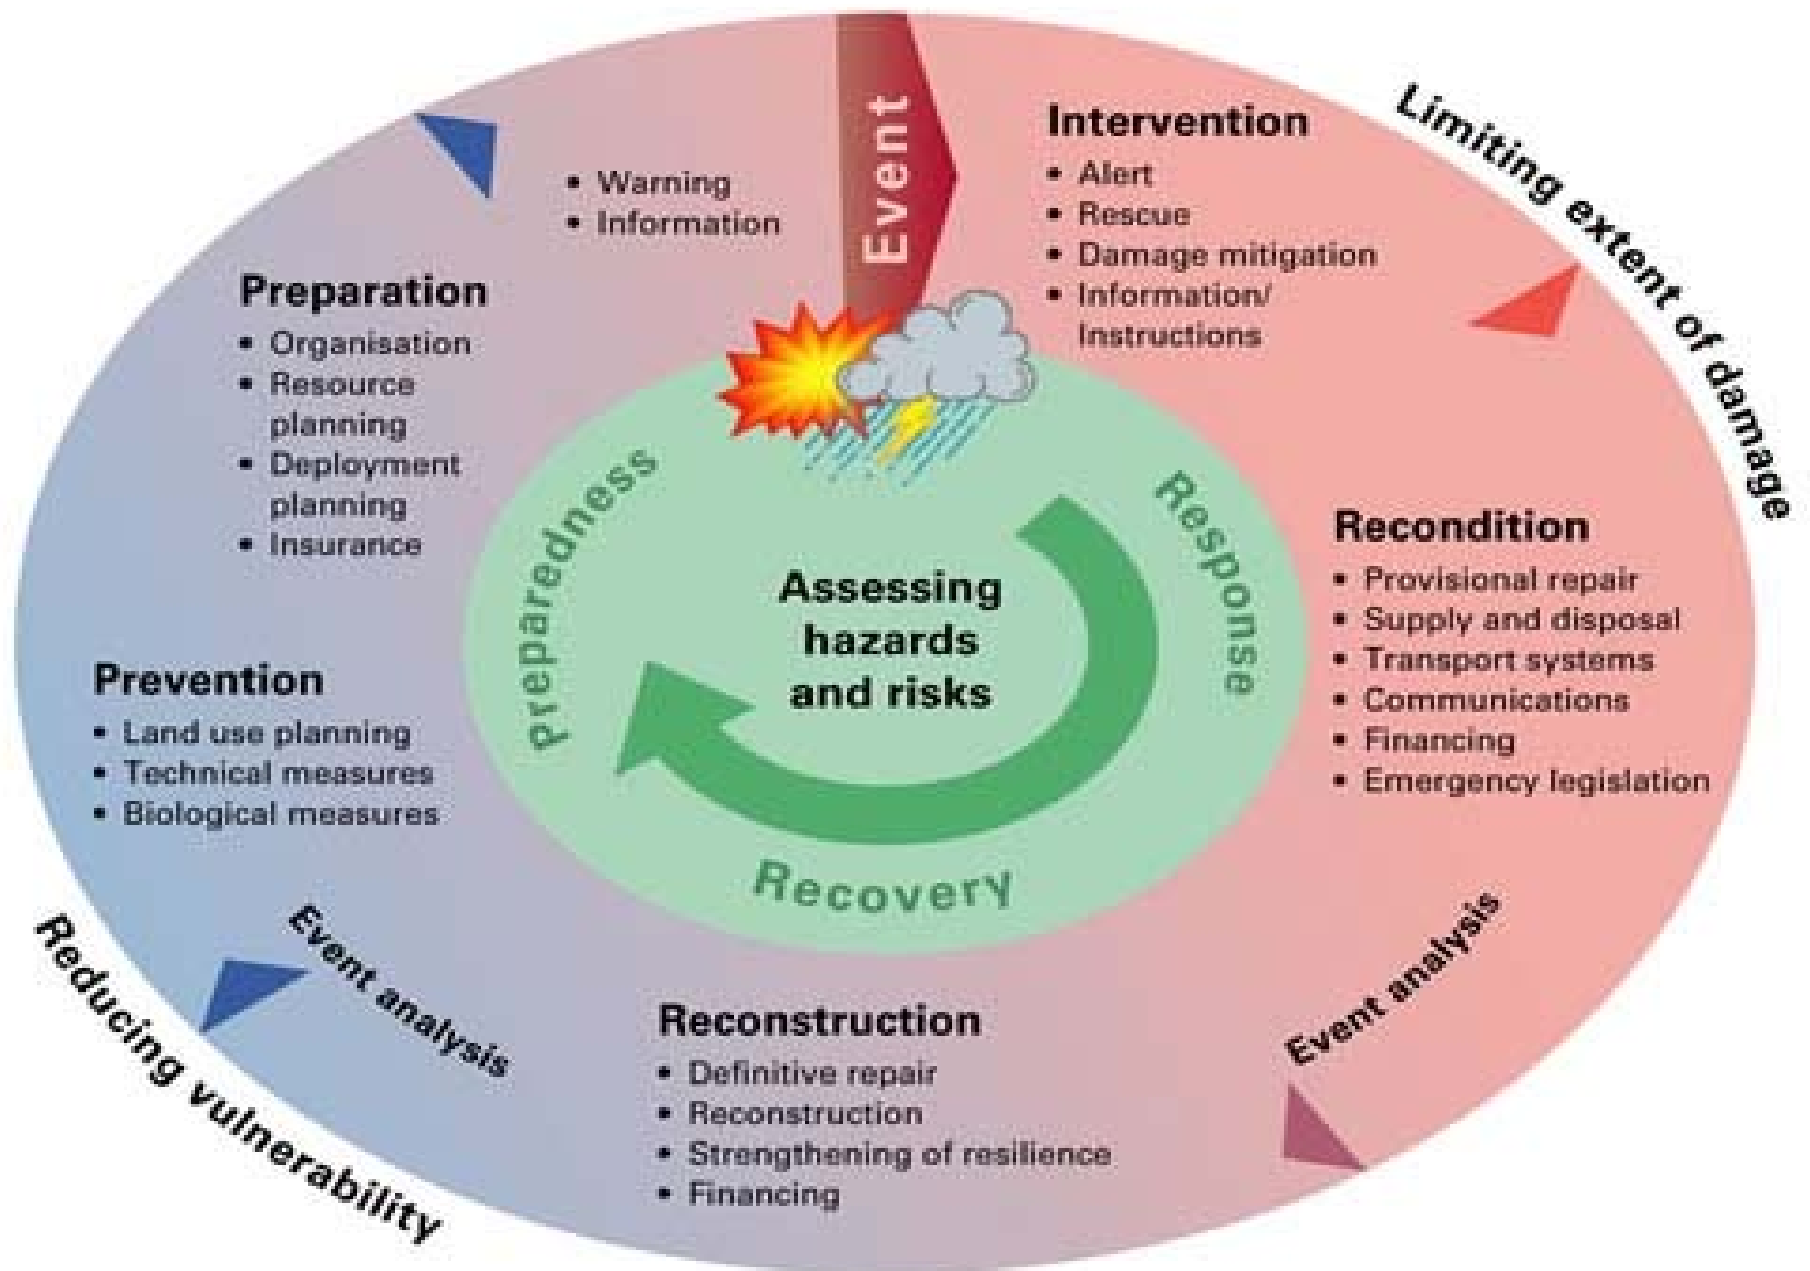 Event
Intervention
• Alert
• Rescue
• Damage mitigation
• Information/
Instructions
Limiting extent of damage
Recondition
• Provisional repair
• Supply and disposal
• Transport systems
• Communications
• Financing
• Emergency legislation
Event analysis
Reconstruction
• Definitive repair
• Reconstruction
• Strengthening of resilience
• Financing
Event analysis
Reducing vulnerability
Prevention
• Land use planning
• Technical measures
• Biological measures
Preparation
• Organisation
• Resource
planning
• Deployment
planning
• Insurance
• Warning
• Information
Preparedness
Response
Recovery
Assessing
hazards
and risks